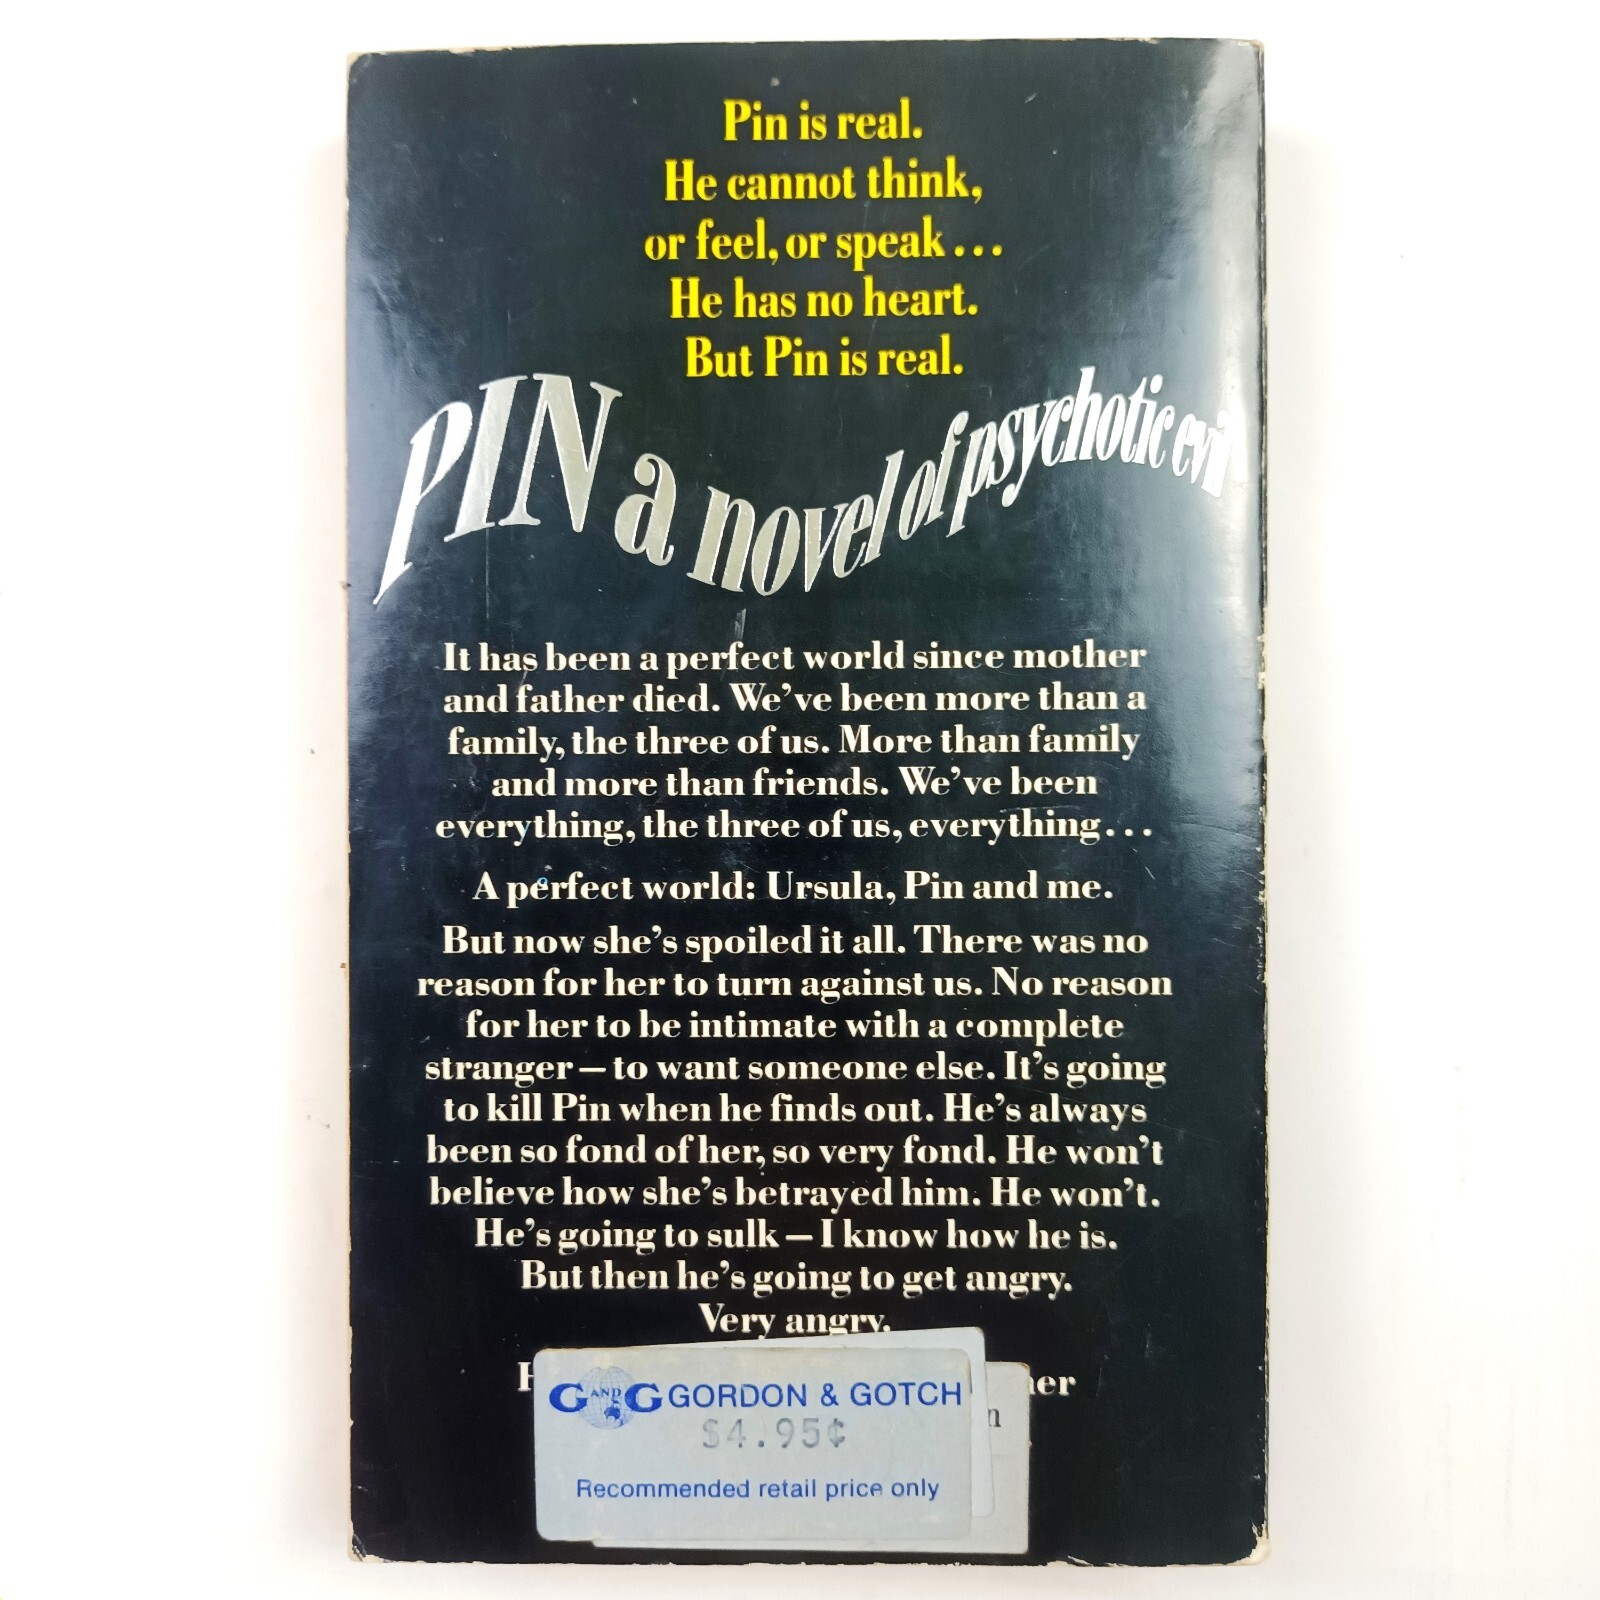 Pin is real.
He cannot think,
or feel, or speak...
He has no heart.
But Pin is real.
PIN a novel of psychotic evil
It has been a perfect world since mother
and father died. We've been more than a
family, the three of us. More than family
and more than friends. We've been
everything, the three of us, everything...
A perfect world: Ursula, Pin and me.
But now she's spoiled it all. There was no
reason for her to turn against us. No reason
for her to be intimate with a complete
stranger — to want someone else. It's going
to kill Pin when he finds out. He's always
been so fond of her, so very fond. He won't
believe how she's betrayed him. He won't.
He's going to sulk — I know how he is.
But then he's going to get angry.
Very angry.
G AND G GORDON & GOTCH
$4.95¢
Recommended retail price only